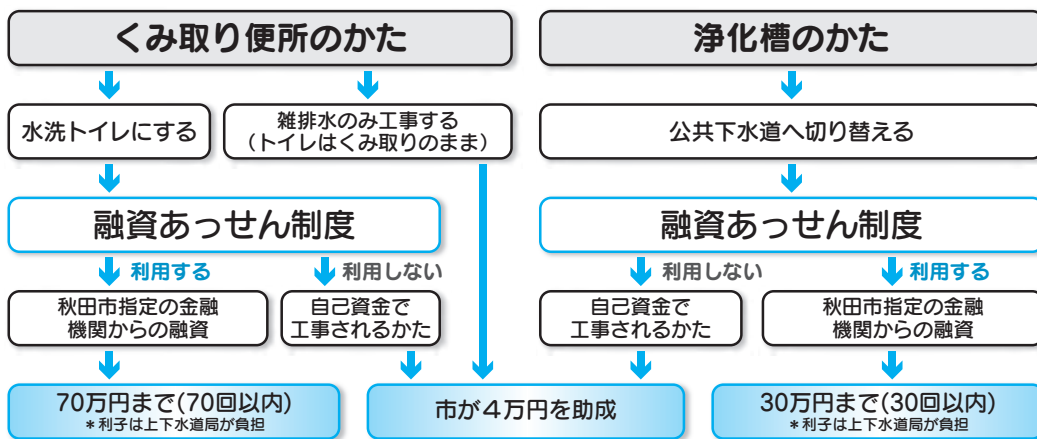 くみ取り便所のかた
浄化槽のかた
水洗トイレにする
雑排水のみ工事する
(トイレはくみ取りのまま)
公共下水道へ切り替える
融資あっせん制度
融資あっせん制度
利用する
利用しない
利用しない
利用する
秋田市指定の金融
機関からの融資
自己資金で
工事されるかた
自己資金で
工事されるかた
秋田市指定の金融
機関からの融資
70万円まで(70回以内)
*利子は上下水道局が負担
市が4万円を助成
30万円まで(30回以内)
*利子は上下水道局が負担